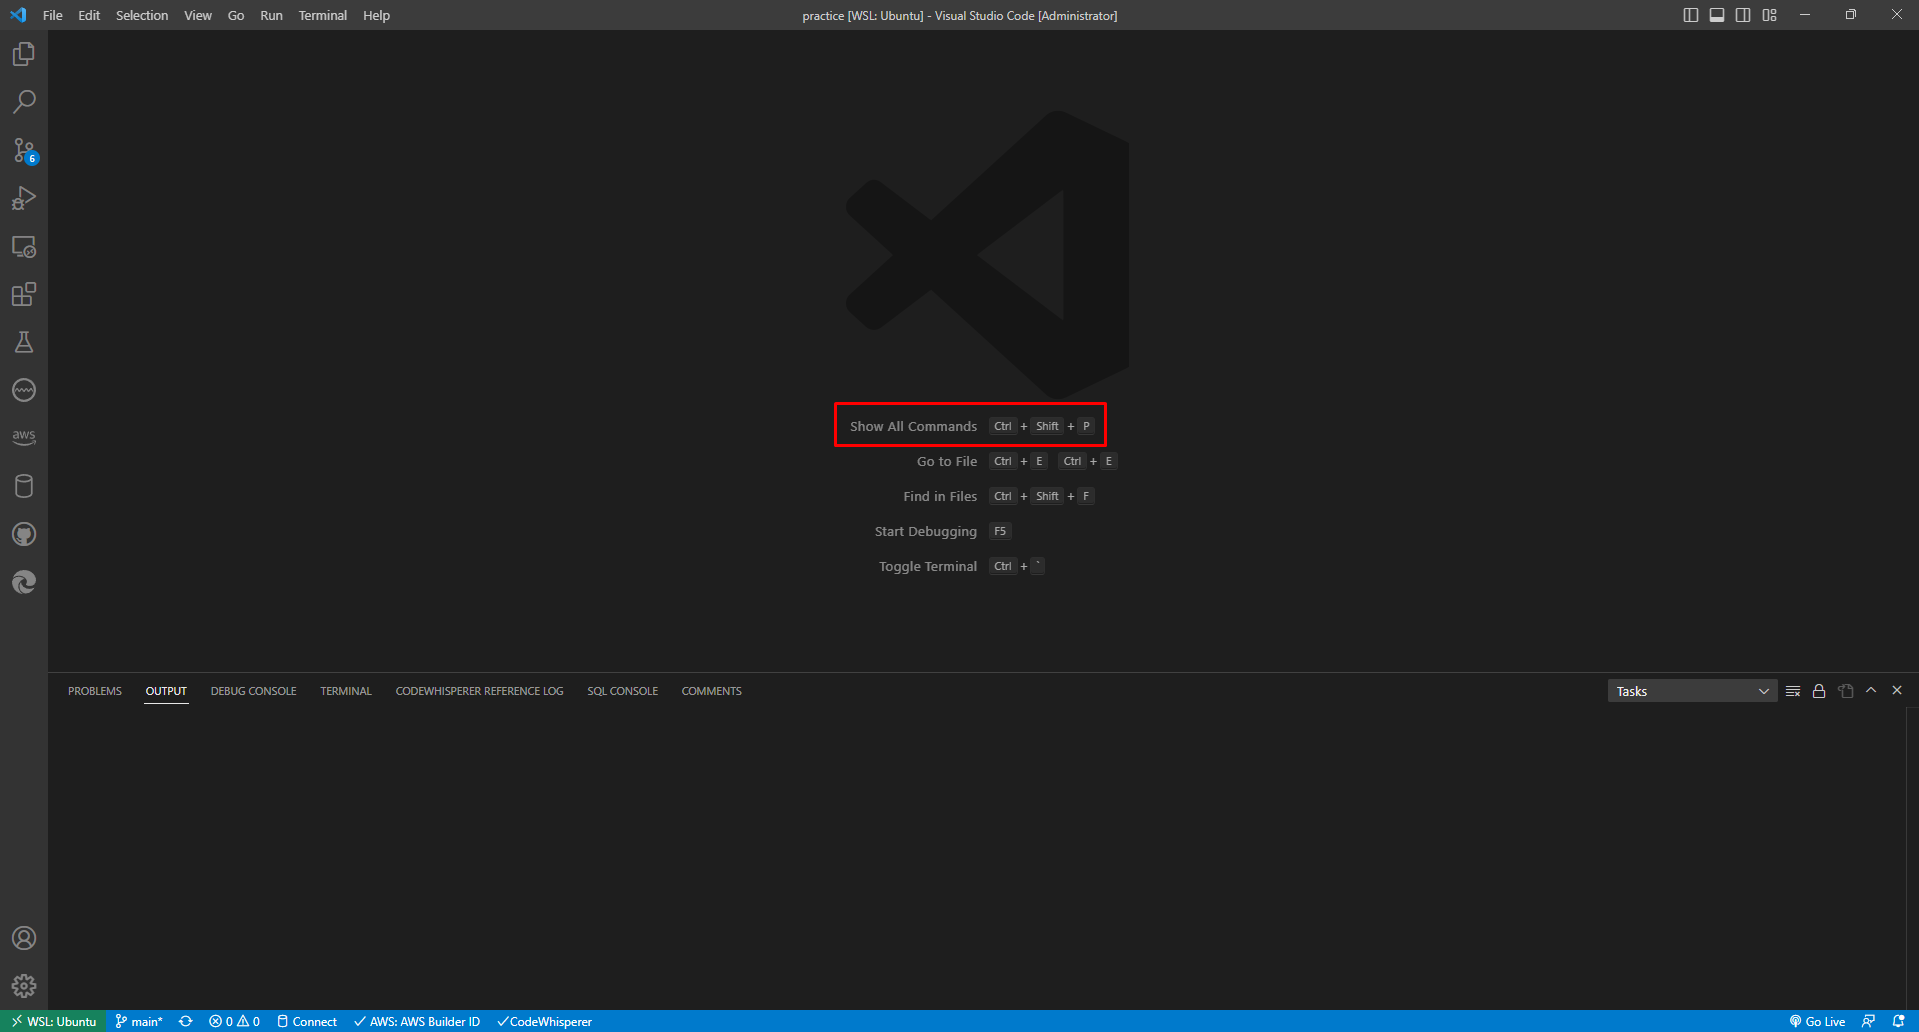 File Edit Selection View Go Run Terminal Help
practice [WSL: Ubuntu] - Visual Studio Code [Administrator]
6
aws
Show All Commands Ctrl + Shift + P
Go to File Ctrl + E Ctrl + E
Find in Files Ctrl + Shift + F
Start Debugging F5
Toggle Terminal Ctrl + `
PROBLEMS OUTPUT DEBUG CONSOLE TERMINAL CODEWHISPERER REFERENCE LOG SQL CONSOLE COMMENTS
Tasks
WSL: Ubuntu main* 0 0 Connect AWS: AWS Builder ID CodeWhisperer Go Live